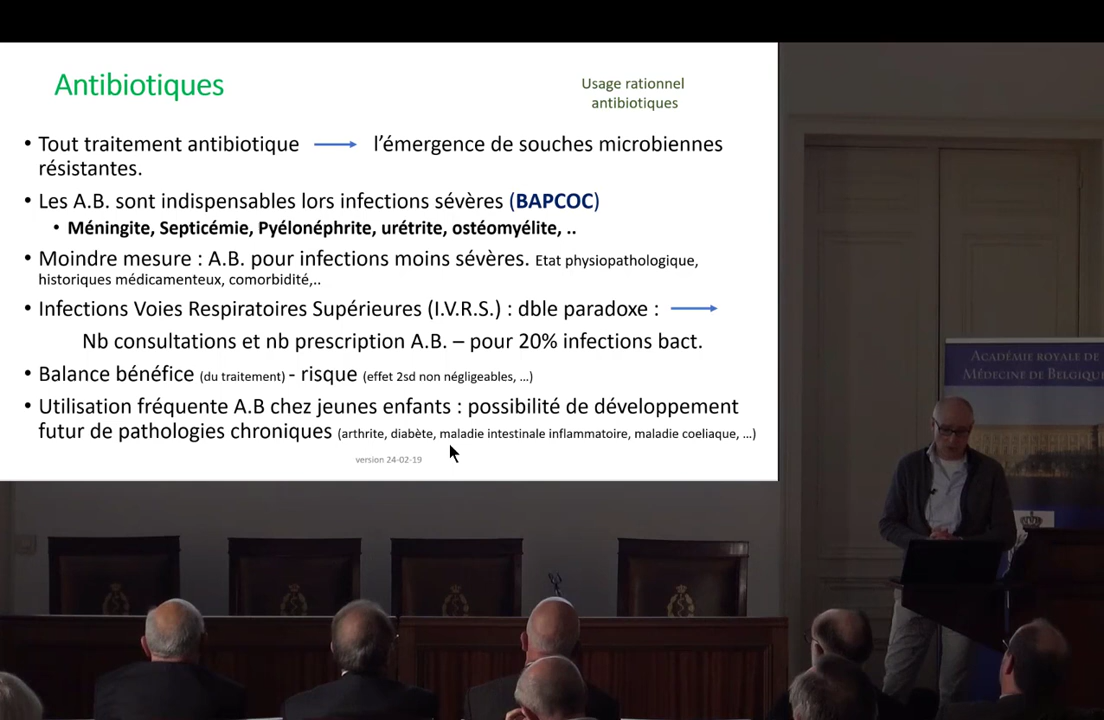 Antibiotiques
Usage rationnel
antibiotiques
• Tout traitement antibiotique → l’émergence de souches microbiennes
résistantes.
• Les A.B. sont indispensables lors infections sévères (BAPCOC)
• Méningite, Septicémie, Pyélonéphrite, urétrite, ostéomyélite, ..
• Moindre mesure : A.B. pour infections moins sévères. Etat physiopathologique,
historiques médicamenteux, comorbidité,..
• Infections Voies Respiratoires Supérieures (I.V.R.S.) : dble paradoxe : →
Nb consultations et nb prescription A.B. – pour 20% infections bact.
• Balance bénéfice (du traitement) - risque (effet 2sd non négligeables, ...)
• Utilisation fréquente A.B chez jeunes enfants : possibilité de développement
futur de pathologies chroniques (arthrite, diabète, maladie intestinale inflammatoire, maladie coeliaque, ...)
version 24-02-19
ACADÉMIE ROYALE DE
MÉDECINE DE BELGIQUE